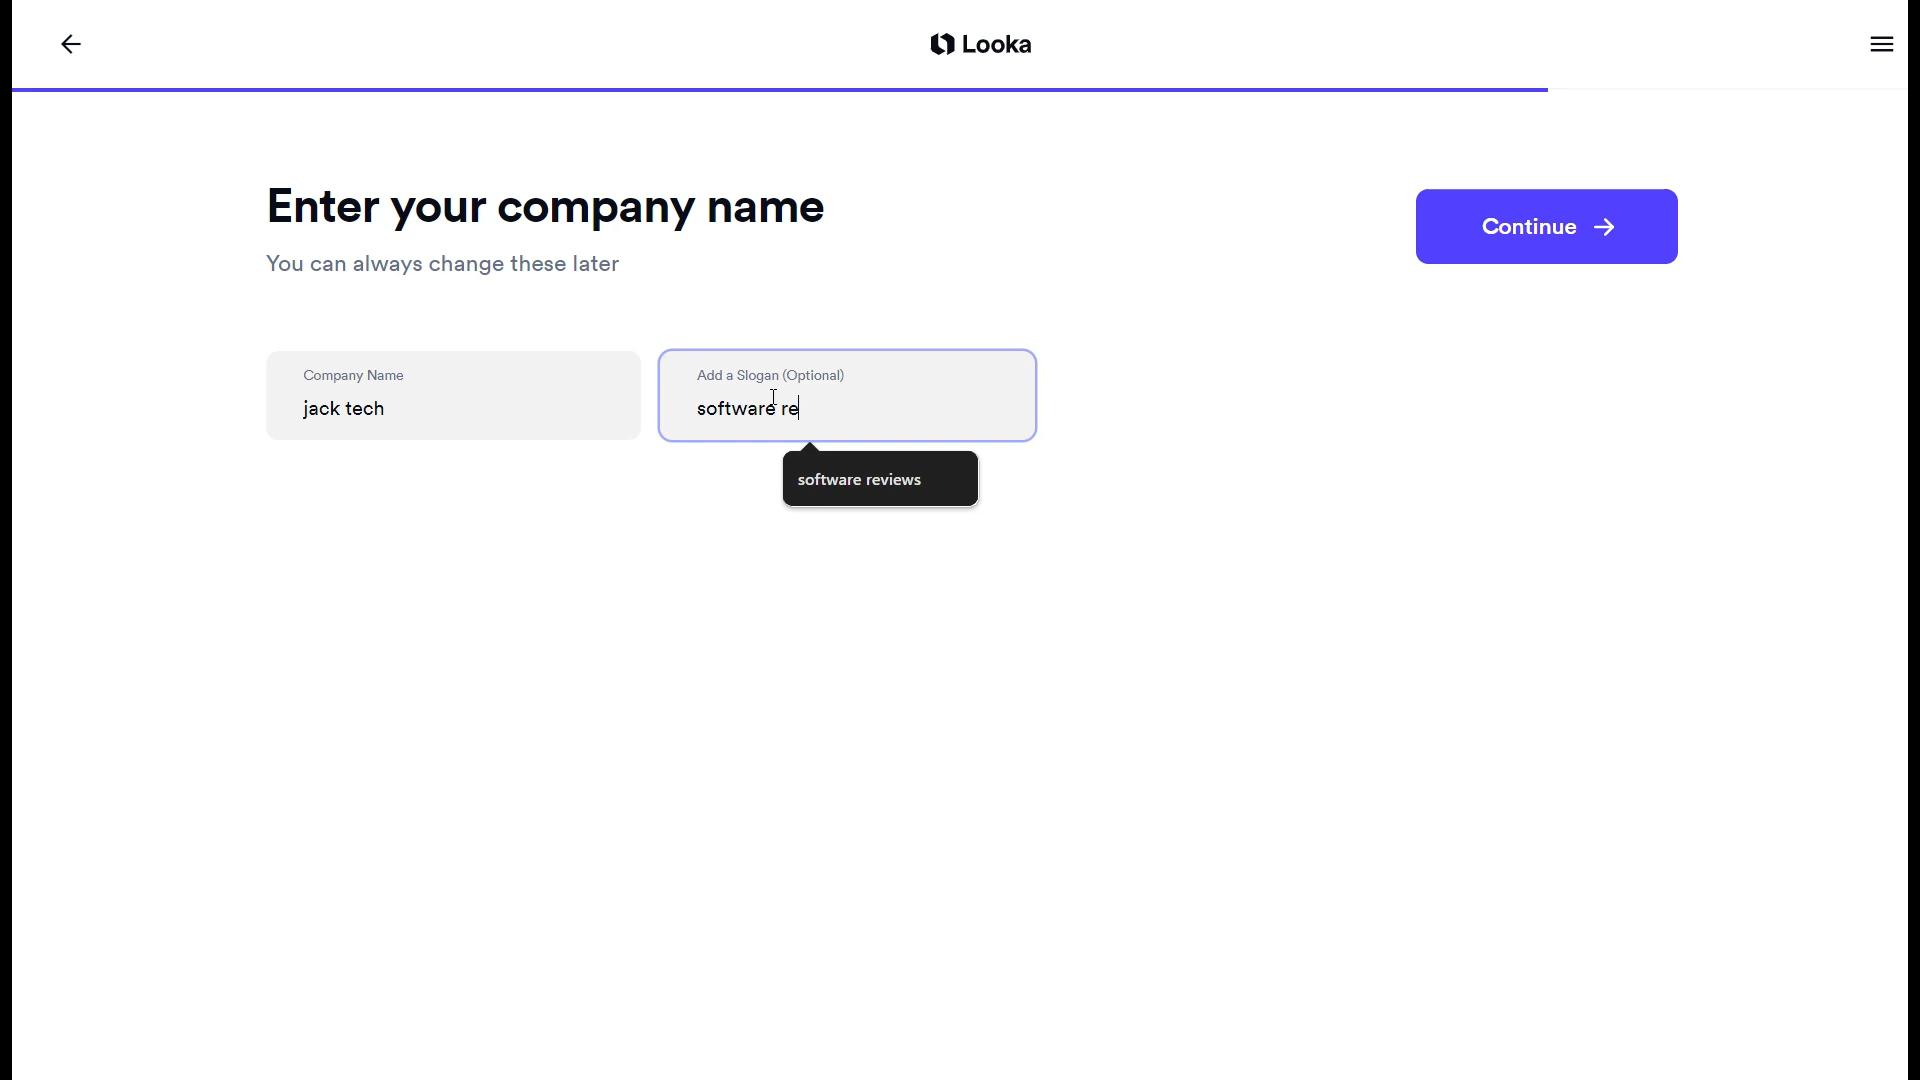 Looka
Enter your company name
You can always change these later
Continue
Company Name
jack tech
Add a Slogan (Optional)
software re
software reviews